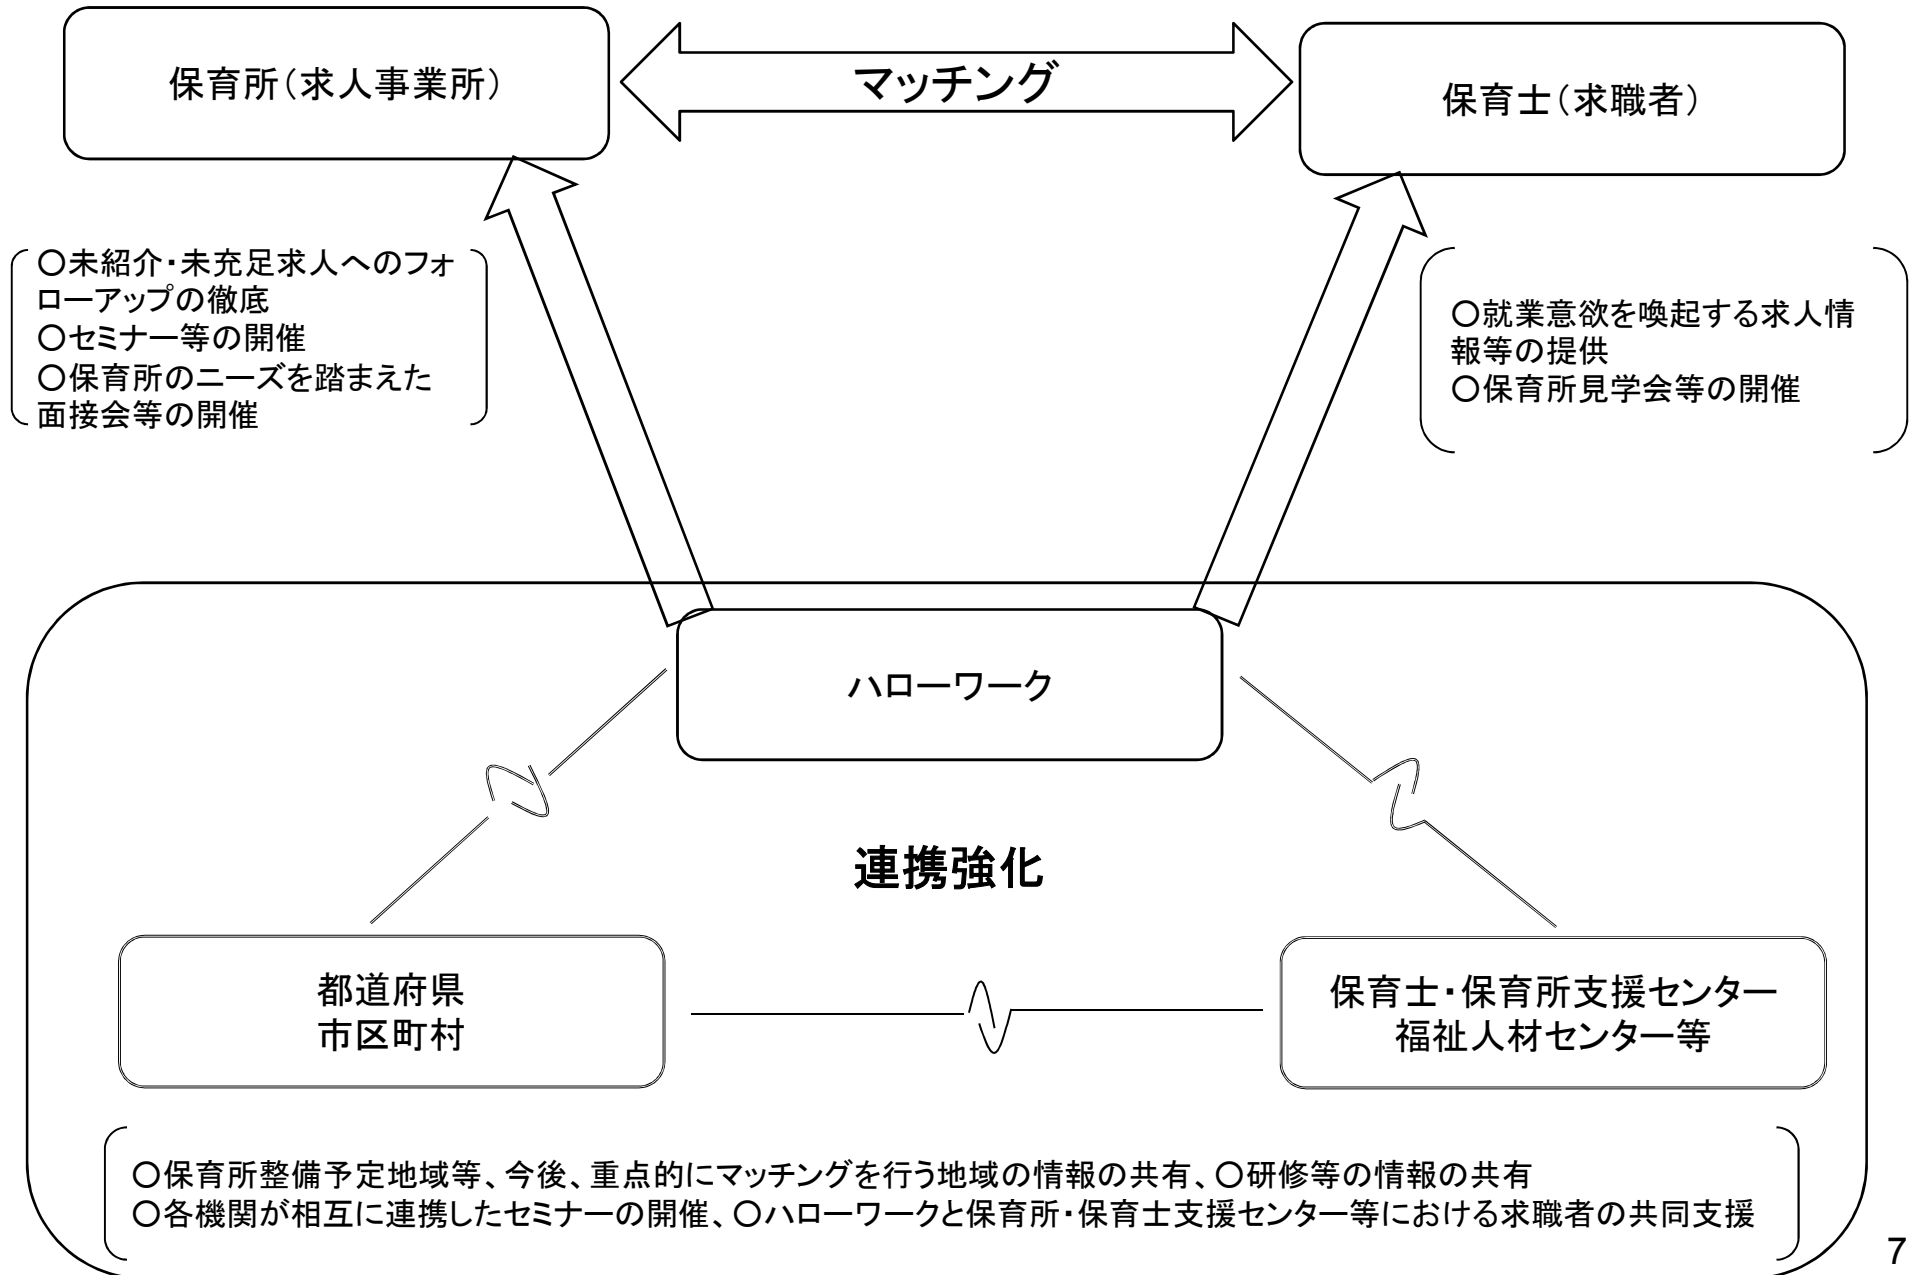 保育所（求人事業所）
マッチング
保育士（求職者）
○未紹介・未充足求人へのフォ
ローアップの徹底
○セミナー等の開催
○保育所のニーズを踏まえた
面接会等の開催
○就業意欲を喚起する求人情
報等の提供
○保育所見学会等の開催
ハローワーク
連携強化
都道府県
市区町村
保育士・保育所支援センター
福祉人材センター等
○保育所整備予定地域等、今後、重点的にマッチングを行う地域の情報の共有、○研修等の情報の共有
○各機関が相互に連携したセミナーの開催、○ハローワークと保育所・保育士支援センター等における求職者の共同支援
7